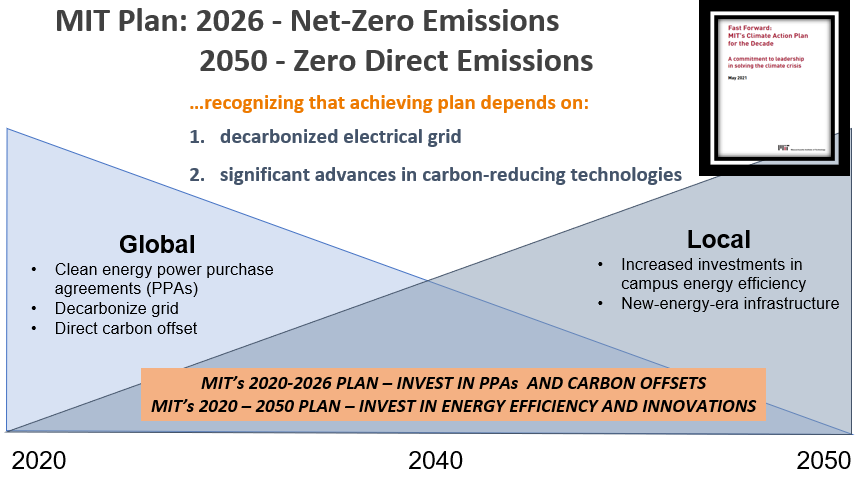 MIT Plan: 2026 - Net-Zero Emissions
2050 - Zero Direct Emissions
Fast Forward:
MIT's Climate Action Plan
for the Decade
A commitment to leadership
in solving the climate crisis
May 2021
MIT
…recognizing that achieving plan depends on:
1. decarbonized electrical grid
2. significant advances in carbon-reducing technologies
Global
• Clean energy power purchase
agreements (PPAs)
• Decarbonize grid
• Direct carbon offset
Local
• Increased investments in
campus energy efficiency
• New-energy-era infrastructure
MIT's 2020-2026 PLAN – INVEST IN PPAs AND CARBON OFFSETS
MIT's 2020 – 2050 PLAN – INVEST IN ENERGY EFFICIENCY AND INNOVATIONS
2020
2040
2050